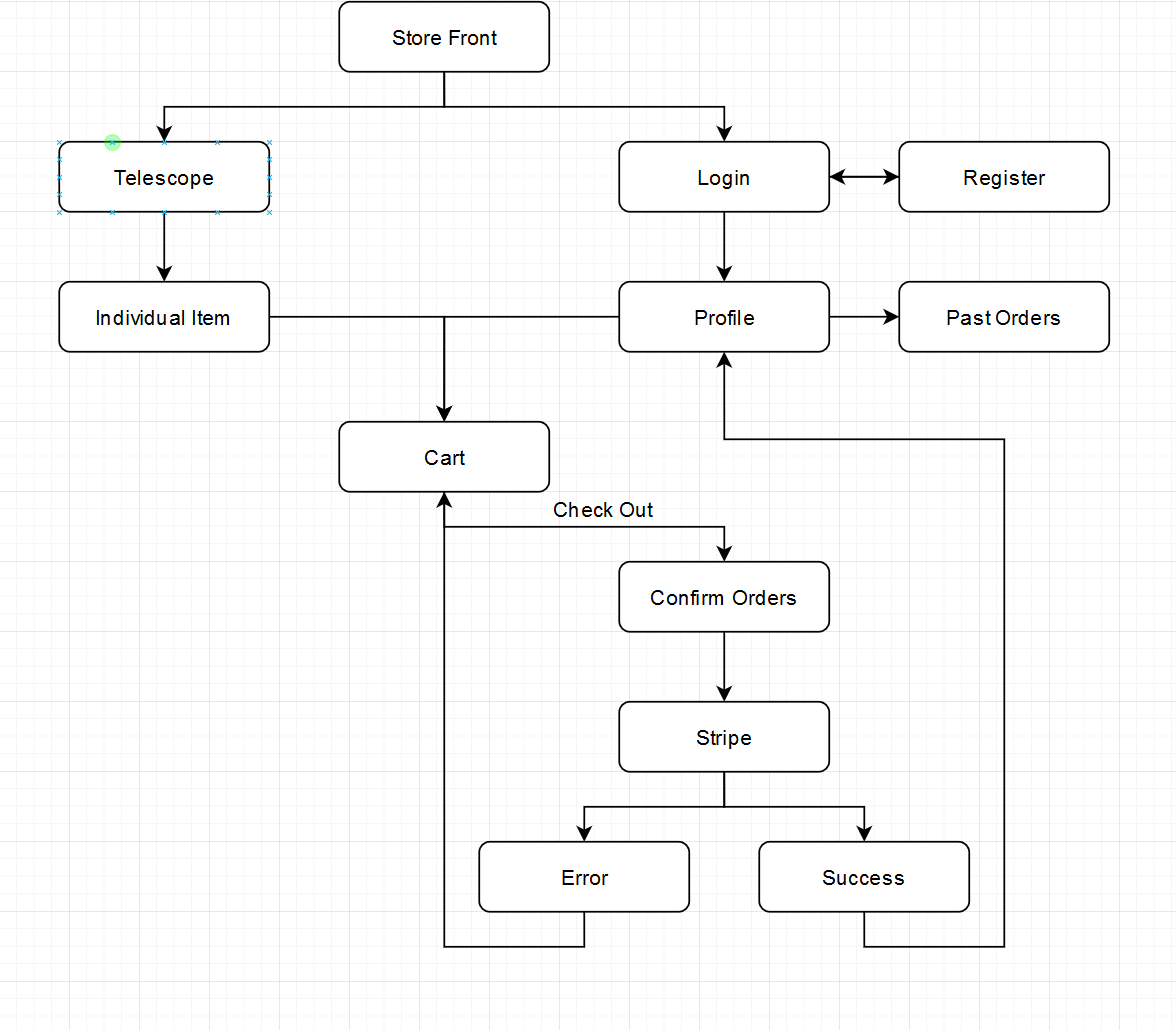 Store Front
Telescope
Login
Register
Individual Item
Profile
Past Orders
Cart
Check Out
Confirm Orders
Stripe
Error
Success